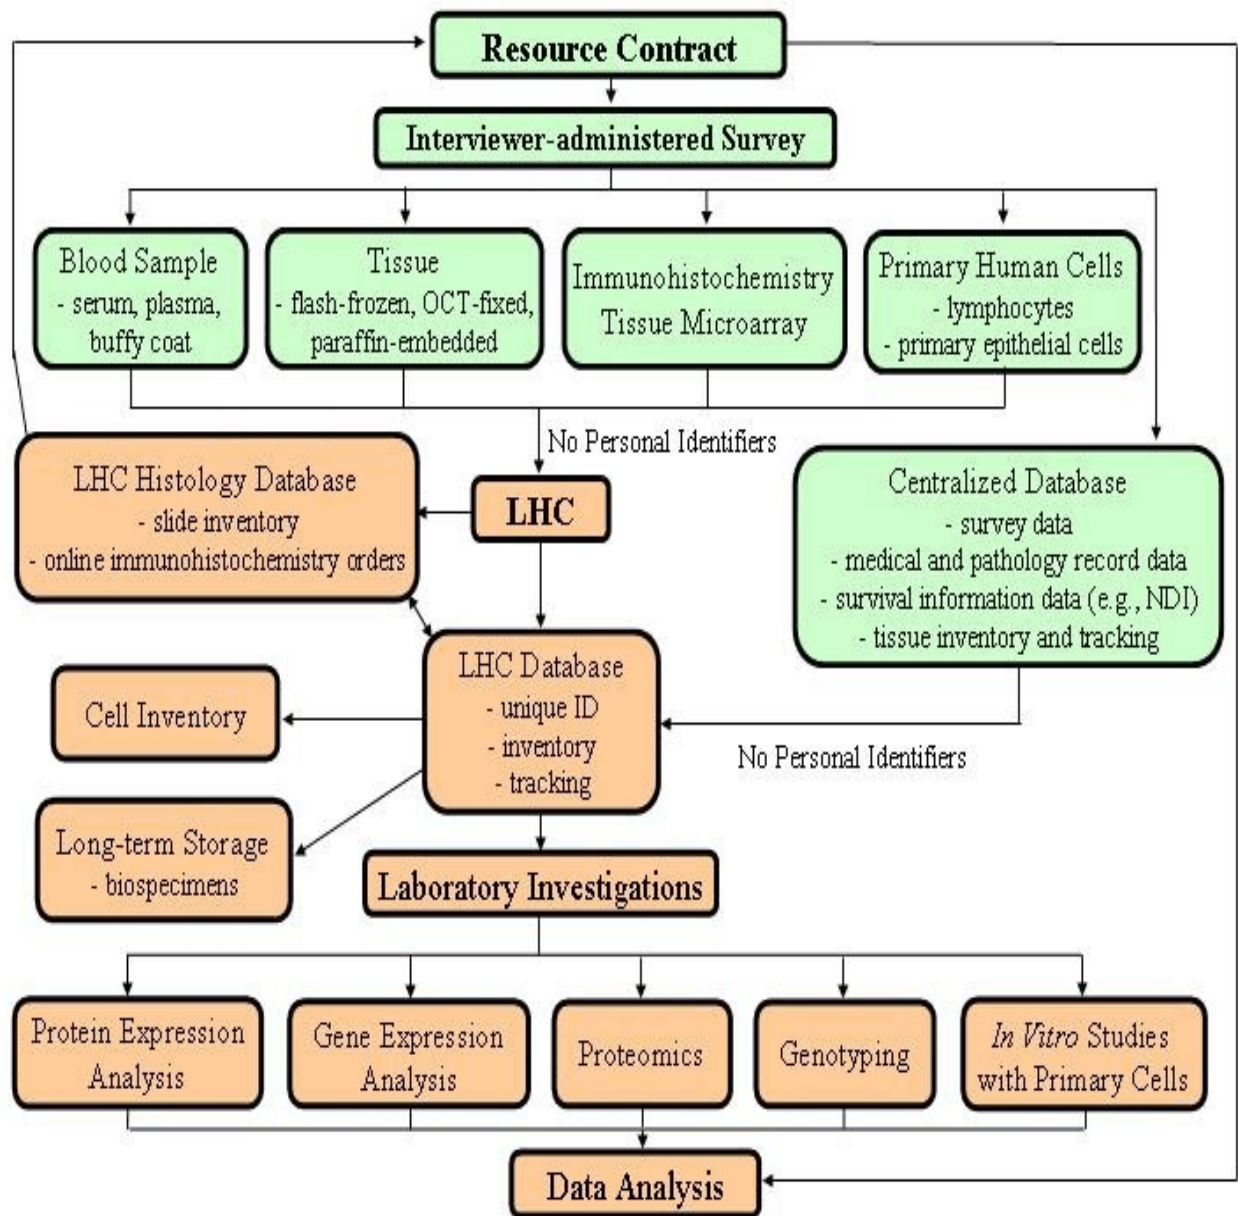 Resource Contract
Interviewer-administered Survey
Blood Sample
- serum, plasma,
buffy coat
Tissue
- flash-frozen, OCT-fixed,
paraffin-embedded
Immunohistochemistry
Tissue Microarray
Primary Human Cells
- lymphocytes
- primary epithelial cells
No Personal Identifiers
LHC Histology Database
- slide inventory
- online immunohistochemistry orders
LHC
Centralized Database
- survey data
- medical and pathology record data
- survival information data (e.g., NDI)
- tissue inventory and tracking
LHC Database
- unique ID
- inventory
- tracking
Cell Inventory
No Personal Identifiers
Long-term Storage
- biospecimens
Laboratory Investigations
Protein Expression
Analysis
Gene Expression
Analysis
Proteomics
Genotyping
In Vitro Studies
with Primary Cells
Data Analysis